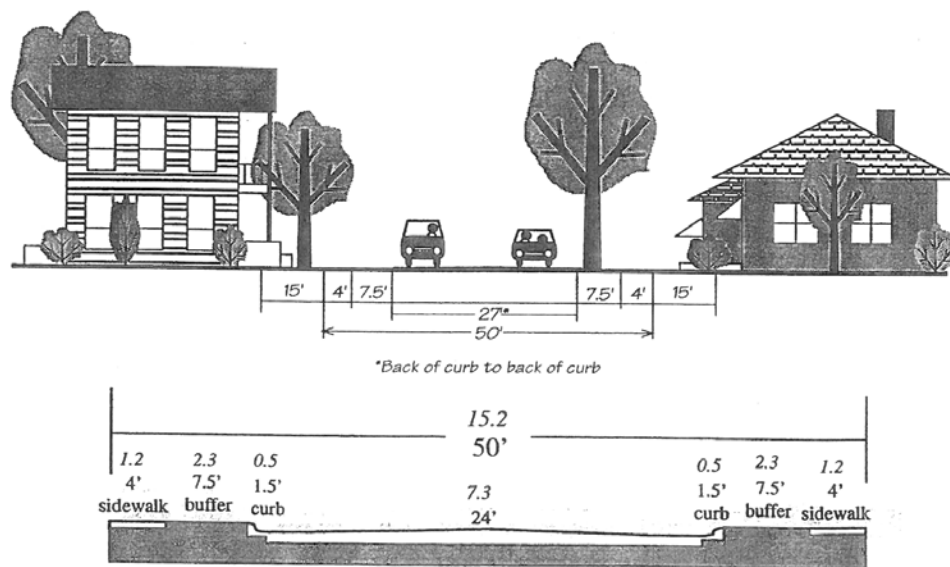 15' 4' 7.5' 7.5' 4' 15'
27'*
50'
*Back of curb to back of curb
15.2
50'
1.2 2.3 0.5 0.5 2.3 1.2
4' 7.5' 1.5' 7.3 1.5' 7.5' 4'
sidewalk buffer curb 24' curb buffer sidewalk